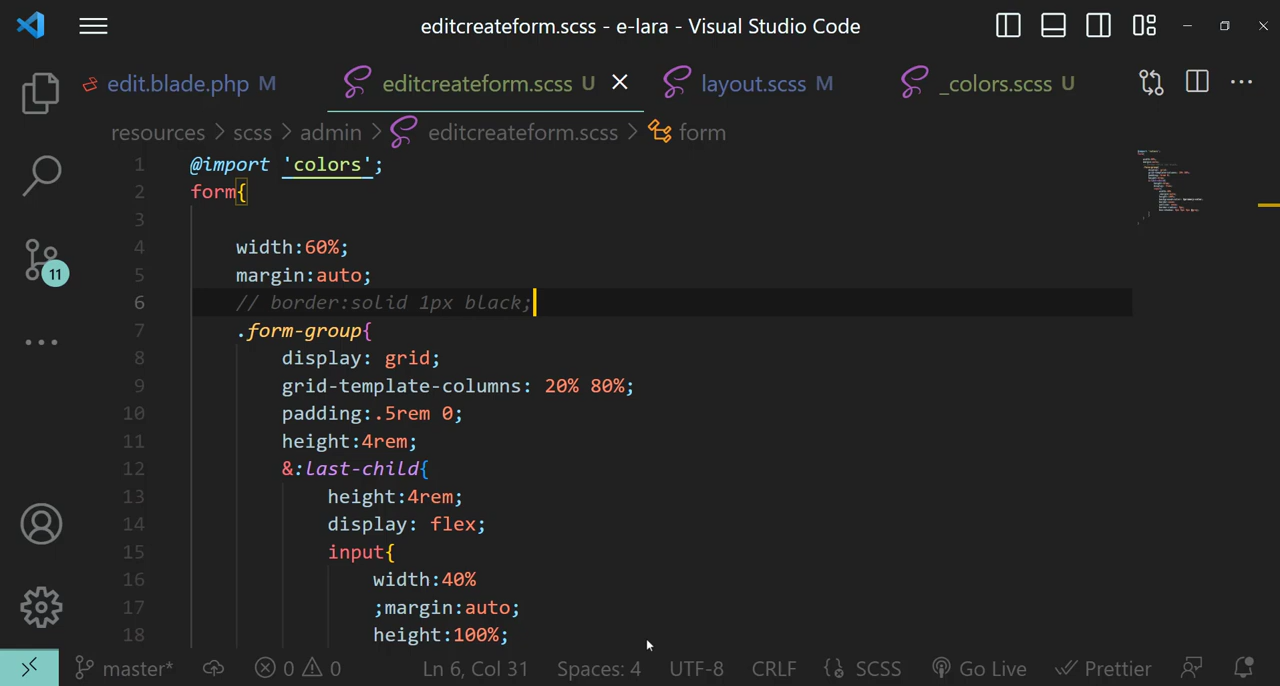 editcreateform.scss - e-lara - Visual Studio Code
edit.blade.php M
editcreateform.scss U
layout.scss M
_colors.scss U
resources > scss > admin > editcreateform.scss > form
1 @import 'colors';
2 form{
3
4 width:60%;
5 margin:auto;
6 // border:solid 1px black;
7 .form-group{
8 display: grid;
9 grid-template-columns: 20% 80%;
10 padding:.5rem 0;
11 height:4rem;
12 &:last-child{
13 height:4rem;
14 display: flex;
15 input{
16 width:40%
17 ;margin:auto;
18 height:100%;
11
master* 0 0 Ln 6, Col 31 Spaces: 4 UTF-8 CRLF {} SCSS Go Live Prettier